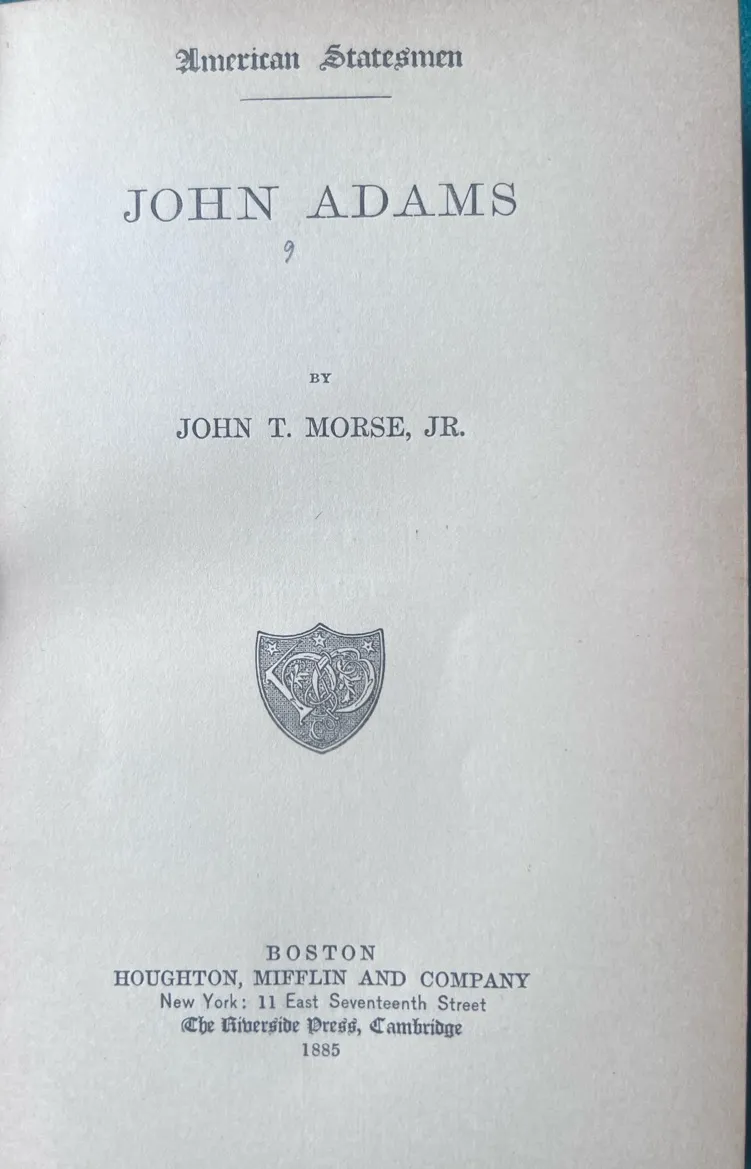 American Statesmen
JOHN ADAMS
9
BY
JOHN T. MORSE, JR.
BOSTON
HOUGHTON, MIFFLIN AND COMPANY
New York: 11 East Seventeenth Street
The Riverside Press, Cambridge
1885